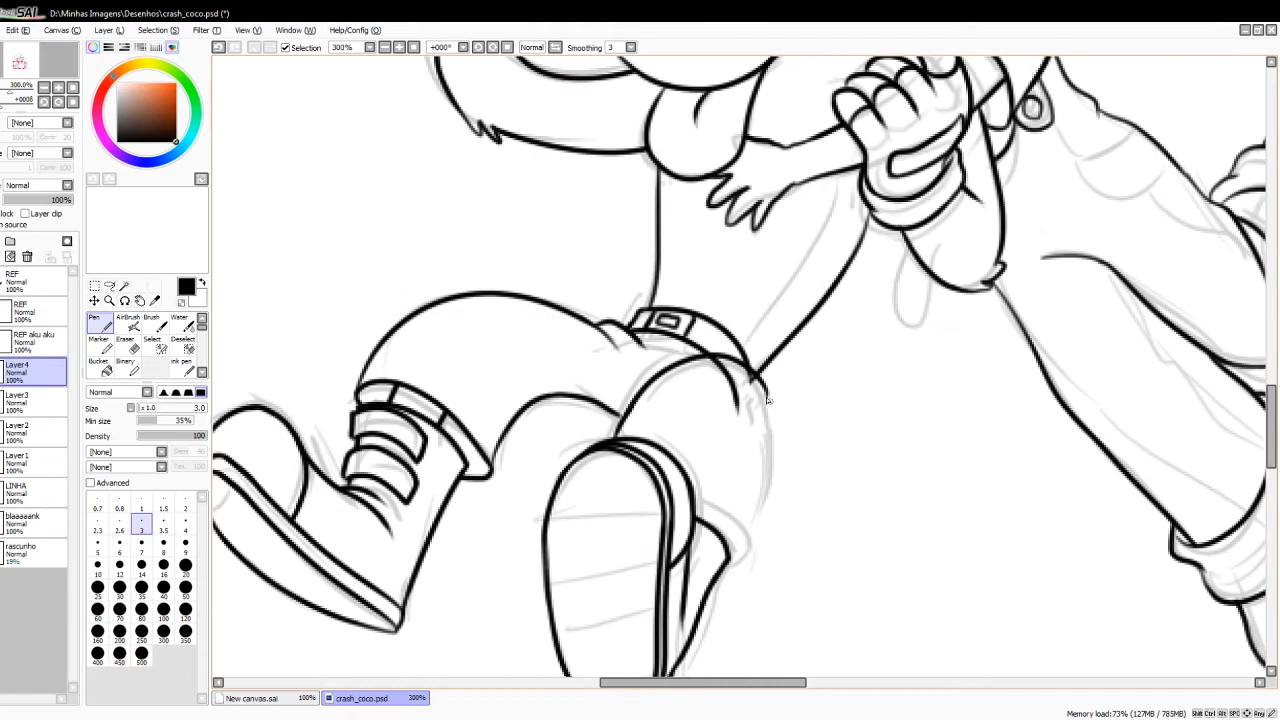 SAI D:\Minhas Imagens\Desenhos\crash_coco.psd (*)
Edit (E) Canvas (C) Layer (L) Selection (S) Filter (T) View (V) Window (W) Help/Config (O)
Selection 300% +000° Normal Smoothing 3
300.0%
+0008
[None]
100%
[None]
Normal
100%
lock Layer clip
n source
REF
Normal
100%
REF
Normal
100%
REF aku aku
Normal
100%
Layer4
Normal
100%
Layer3
Normal
100%
Layer2
Normal
100%
Layer1
Normal
100%
LINHA
Normal
100%
blaaaaank
Normal
100%
rascunho
Normal
19%
Pen AirBrush Brush Water
Marker Eraser Select Deselect
Bucket Binary ink pen
Normal
Size x 1.0 3.0
Min size 35%
Density 100
[None]
[None]
Advanced
0.7 0.8 1 1.5 2
2.3 2.6 3 3.5 4
5 6 7 8 9
10 12 14 16 20
25 30 35 40 50
60 70 80 100 120
160 200 250 300 350
400 450 500
New canvas.sai 100% crash_coco.psd 300%
Memory load:73% (127MB / 785MB) Shift Ctrl Alt SPC Any